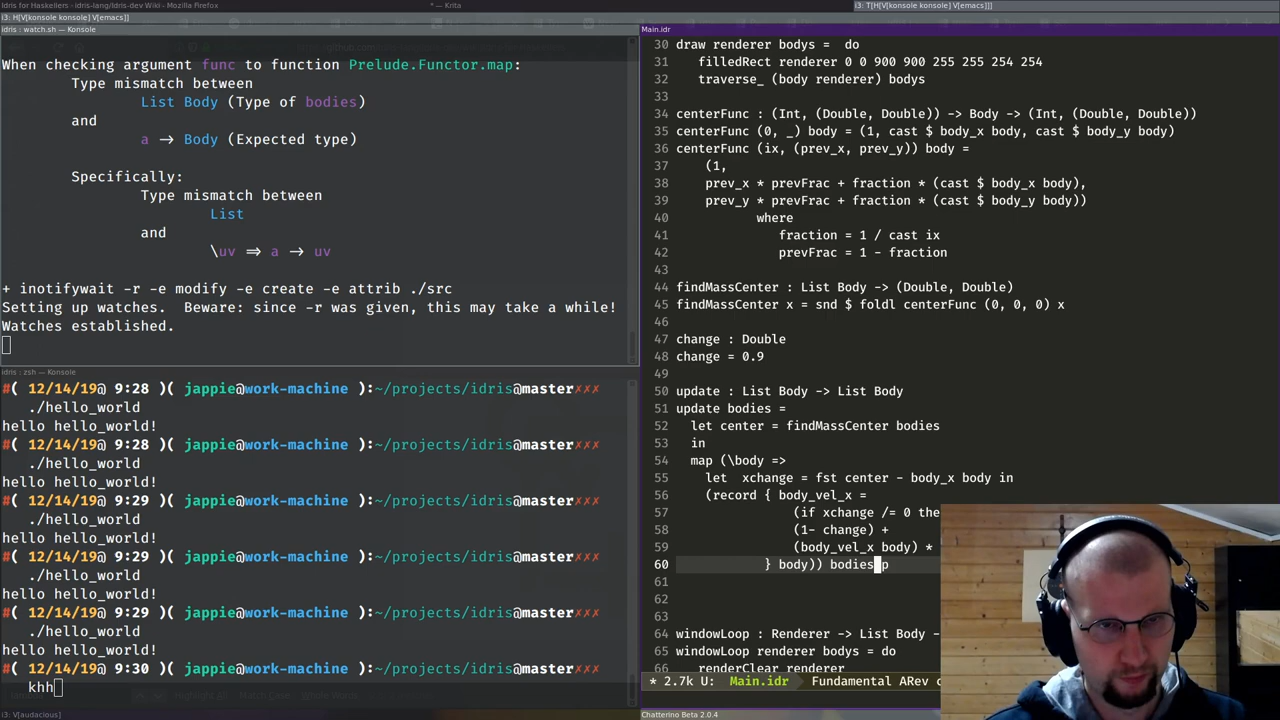 Idris for Haskellers · idris-lang/Idris-dev Wiki - Mozilla Firefox
* — Krita
i3: T[H[V[konsole konsole] V[emacs]]]
i3: H[V[konsole konsole] V[emacs]]
idris : watch.sh — Konsole
When checking argument func to function Prelude.Functor.map:
Type mismatch between
List Body (Type of bodies)
and
a → Body (Expected type)
Specifically:
Type mismatch between
List
and
\uv ⇒ a → uv
+ inotifywait -r -e modify -e create -e attrib ./src
Setting up watches.  Beware: since -r was given, this may take a while!
Watches established.
idris : zsh — Konsole
#( 12/14/19@ 9:28 )( jappie@work-machine ):~/projects/idris@master✗✗✗
./hello_world
hello hello_world!
#( 12/14/19@ 9:28 )( jappie@work-machine ):~/projects/idris@master✗✗✗
./hello_world
hello hello_world!
#( 12/14/19@ 9:29 )( jappie@work-machine ):~/projects/idris@master✗✗✗
./hello_world
hello hello_world!
#( 12/14/19@ 9:29 )( jappie@work-machine ):~/projects/idris@master✗✗✗
./hello_world
hello hello_world!
#( 12/14/19@ 9:29 )( jappie@work-machine ):~/projects/idris@master✗✗✗
./hello_world
hello hello_world!
#( 12/14/19@ 9:30 )( jappie@work-machine ):~/projects/idris@master✗✗✗
khh
i3: V[audacious]
Main.idr
30 draw renderer bodys =  do
31 filledRect renderer 0 0 900 900 255 255 254 254
32 traverse_ (body renderer) bodys
33
34 centerFunc : (Int, (Double, Double)) -> Body -> (Int, (Double, Double))
35 centerFunc (0, _) body = (1, cast $ body_x body, cast $ body_y body)
36 centerFunc (ix, (prev_x, prev_y)) body =
37 (1,
38 prev_x * prevFrac + fraction * (cast $ body_x body),
39 prev_y * prevFrac + fraction * (cast $ body_y body))
40 where
41 fraction = 1 / cast ix
42 prevFrac = 1 - fraction
43
44 findMassCenter : List Body -> (Double, Double)
45 findMassCenter x = snd $ foldl centerFunc (0, 0, 0) x
46
47 change : Double
48 change = 0.9
49
50 update : List Body -> List Body
51 update bodies =
52 let center = findMassCenter bodies
53 in
54 map (\body =>
55 let  xchange = fst center - body_x body in
56 (record { body_vel_x =
57 (if xchange /= 0 the
58 (1- change) +
59 (body_vel_x body) *
60 } body)) bodies p
61
62
63
64 windowLoop : Renderer -> List Body -
65 windowLoop renderer bodys = do
66 renderClear renderer
* 2.7k U: Main.idr Fundamental ARev
Chatterino Beta 2.0.4